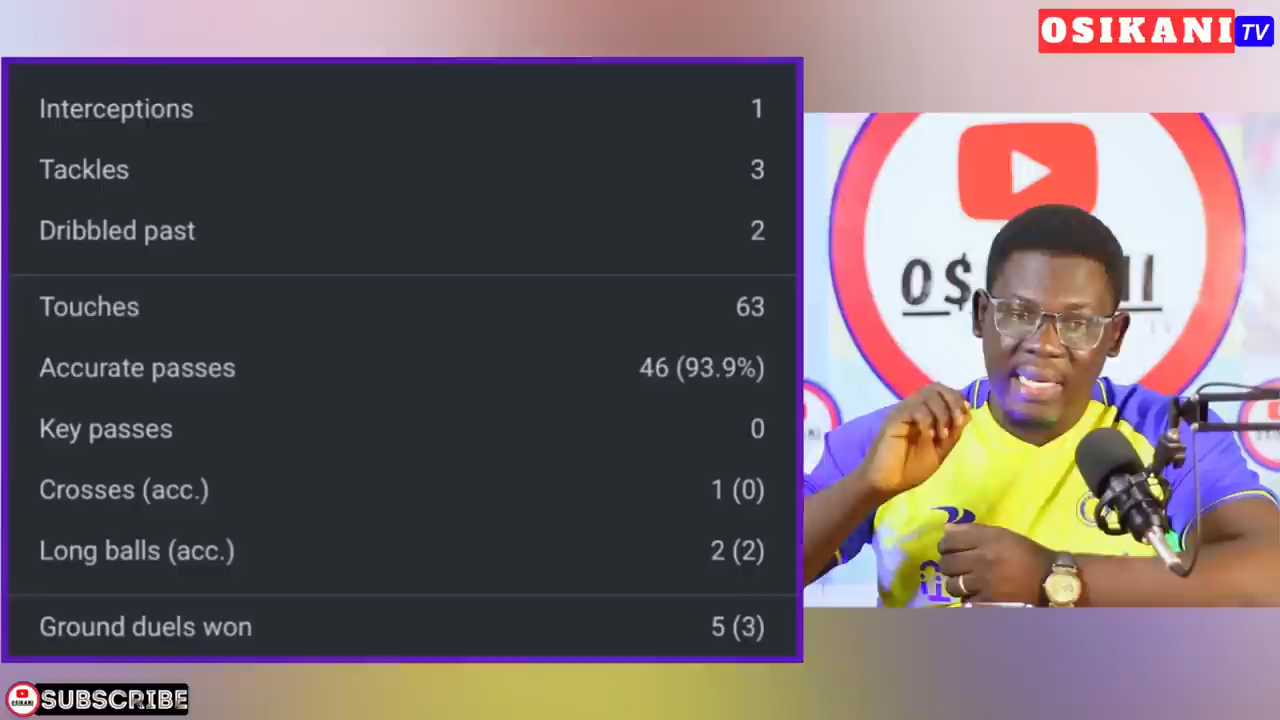 OSIKANI TV
Interceptions 1
Tackles 3
Dribbled past 2
Touches 63
Accurate passes 46 (93.9%)
Key passes 0
Crosses (acc.) 1 (0)
Long balls (acc.) 2 (2)
Ground duels won 5 (3)
SUBSCRIBE
OSIKANI